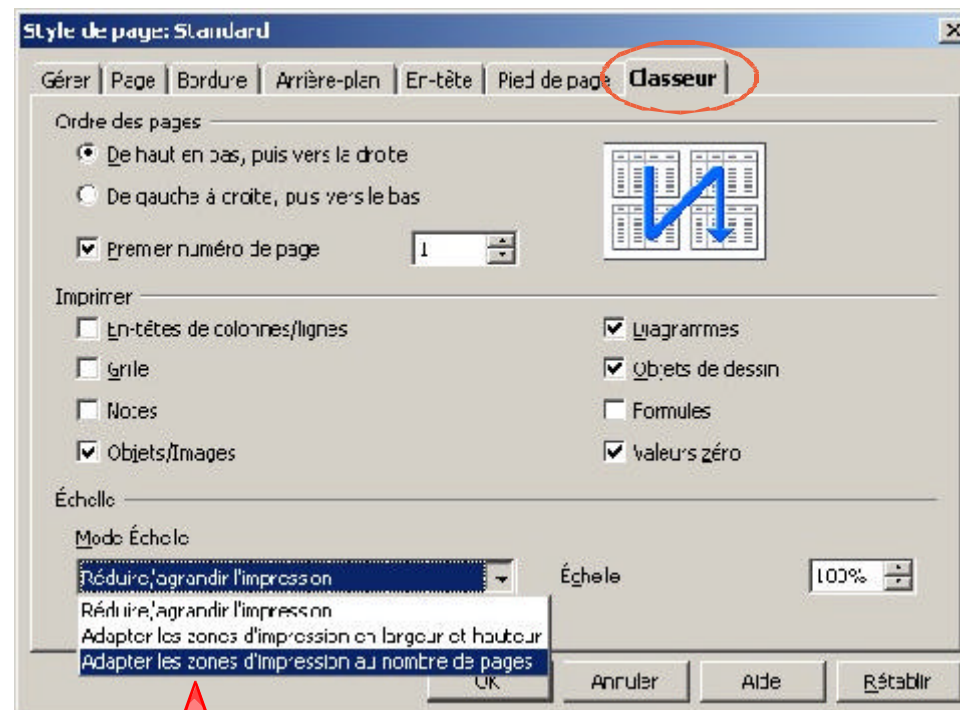 Style de page: Standard
Gérer Page Bordure Arrière-plan En-tête Pied de page Classeur
Ordre des pages
De haut en bas, puis vers la droite
De gauche à droite, puis vers le bas
Premier numéro de page 1
Imprimer
En-têtes de colonnes/lignes Diagrammes
Grille Objets de dessin
Notes Formules
Objets/Images Valeurs zéro
Échelle
Mode Échelle
Réduire/agrandir l'impression Échelle 100%
Réduire/agrandir l'impression
Adapter les zones d'impression en largeur et hauteur
Adapter les zones d'impression au nombre de pages
OK Annuler Aide Rétablir